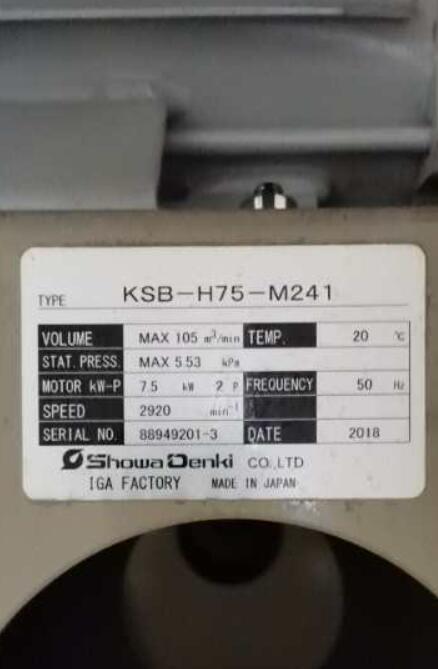 TYPE KSB-H75-M241
VOLUME MAX 105 m³/min TEMP. 20 ℃
STAT. PRESS. MAX 5.53 kPa
MOTOR kW-P 7.5 kW 2 P FREQUENCY 50 Hz
SPEED 2920 min⁻¹
SERIAL NO. 88949201-3 DATE 2018
Showa Denki CO.,LTD
IGA FACTORY MADE IN JAPAN